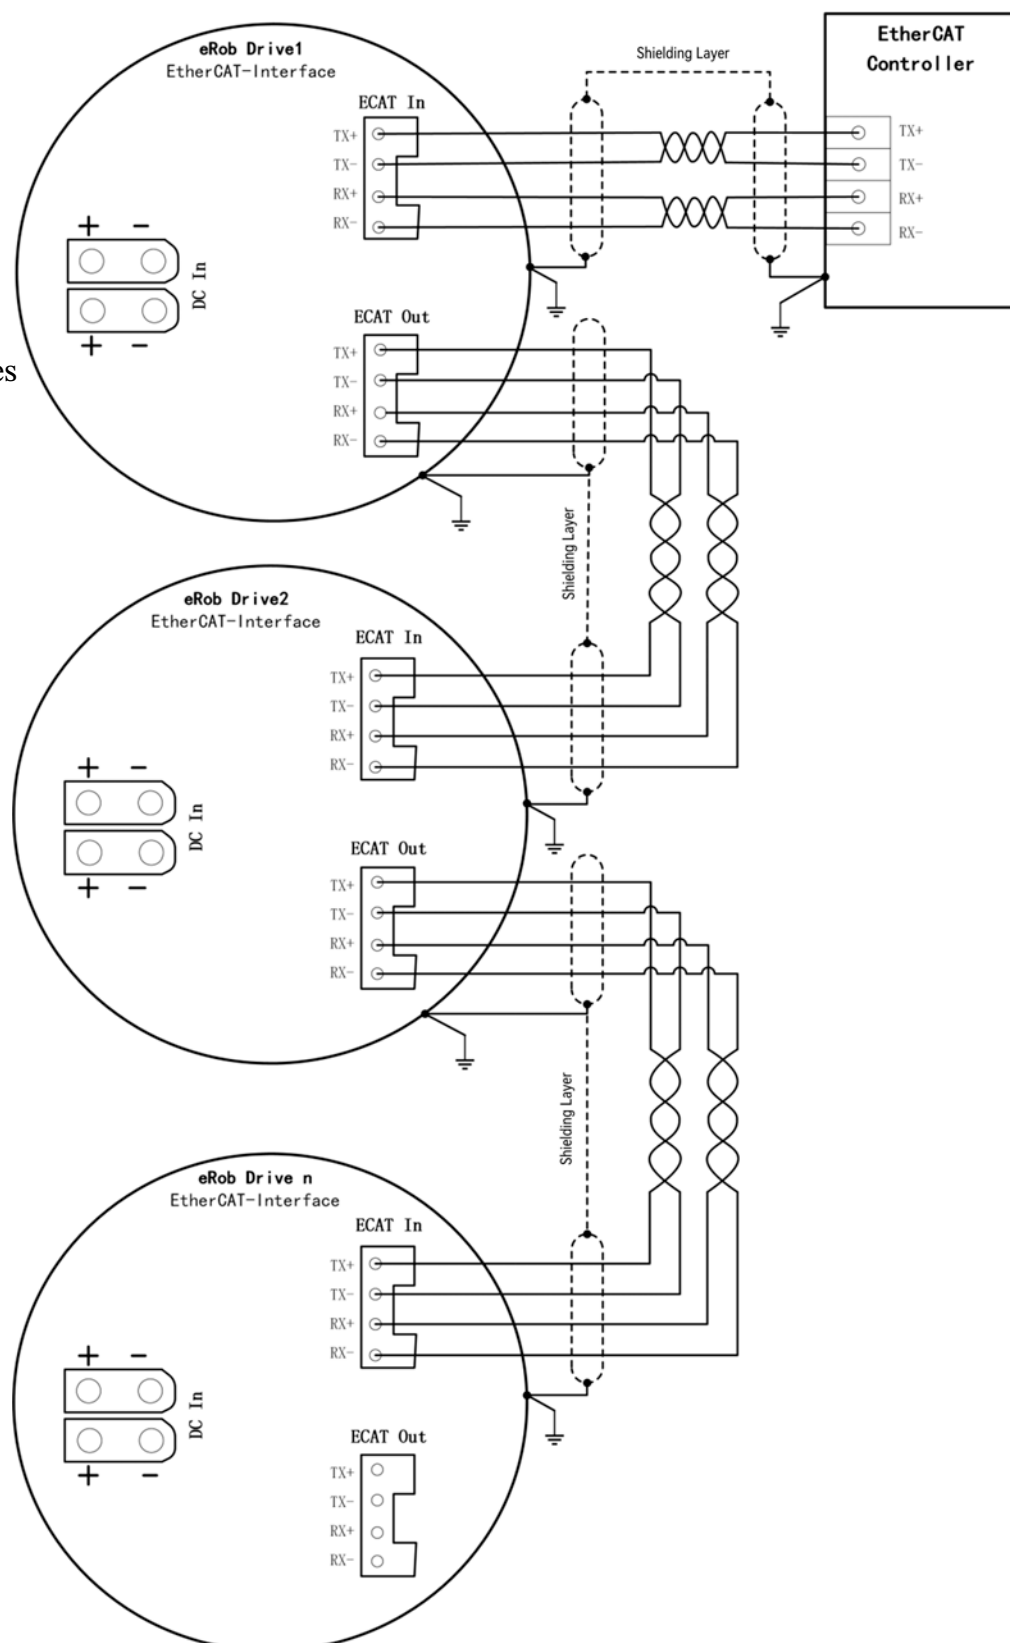 eRob Drive1
EtherCAT-Interface
ECAT In
TX+
TX-
RX+
RX-
+ -
DC In
+ -
ECAT Out
TX+
TX-
RX+
RX-
es
Shielding Layer
EtherCAT
Controller
TX+
TX-
RX+
RX-
Shielding Layer
eRob Drive2
EtherCAT-Interface
ECAT In
TX+
TX-
RX+
RX-
+ -
DC In
+ -
ECAT Out
TX+
TX-
RX+
RX-
Shielding Layer
eRob Drive n
EtherCAT-Interface
ECAT In
TX+
TX-
RX+
RX-
+ -
DC In
+ -
ECAT Out
TX+
TX-
RX+
RX-